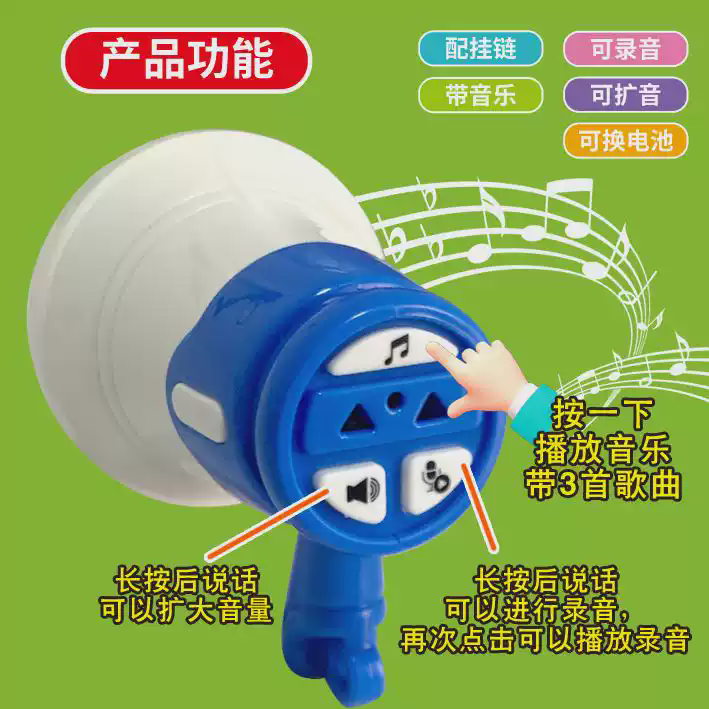 产品功能
配挂链
可录音
带音乐
可扩音
可换电池
按一下
播放音乐
带3首歌曲
长按后说话
可以扩大音量
长按后说话
可以进行录音,
再次点击可以播放录音